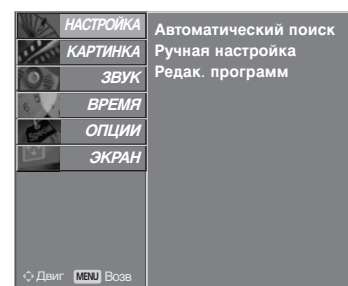 НАСТРОЙКА
КАРТИНКА
ЗВУК
ВРЕМЯ
ОПЦИИ
ЭКРАН
Автоматический поиск
Ручная настройка
Редак. программ
Двиг MENU Возв